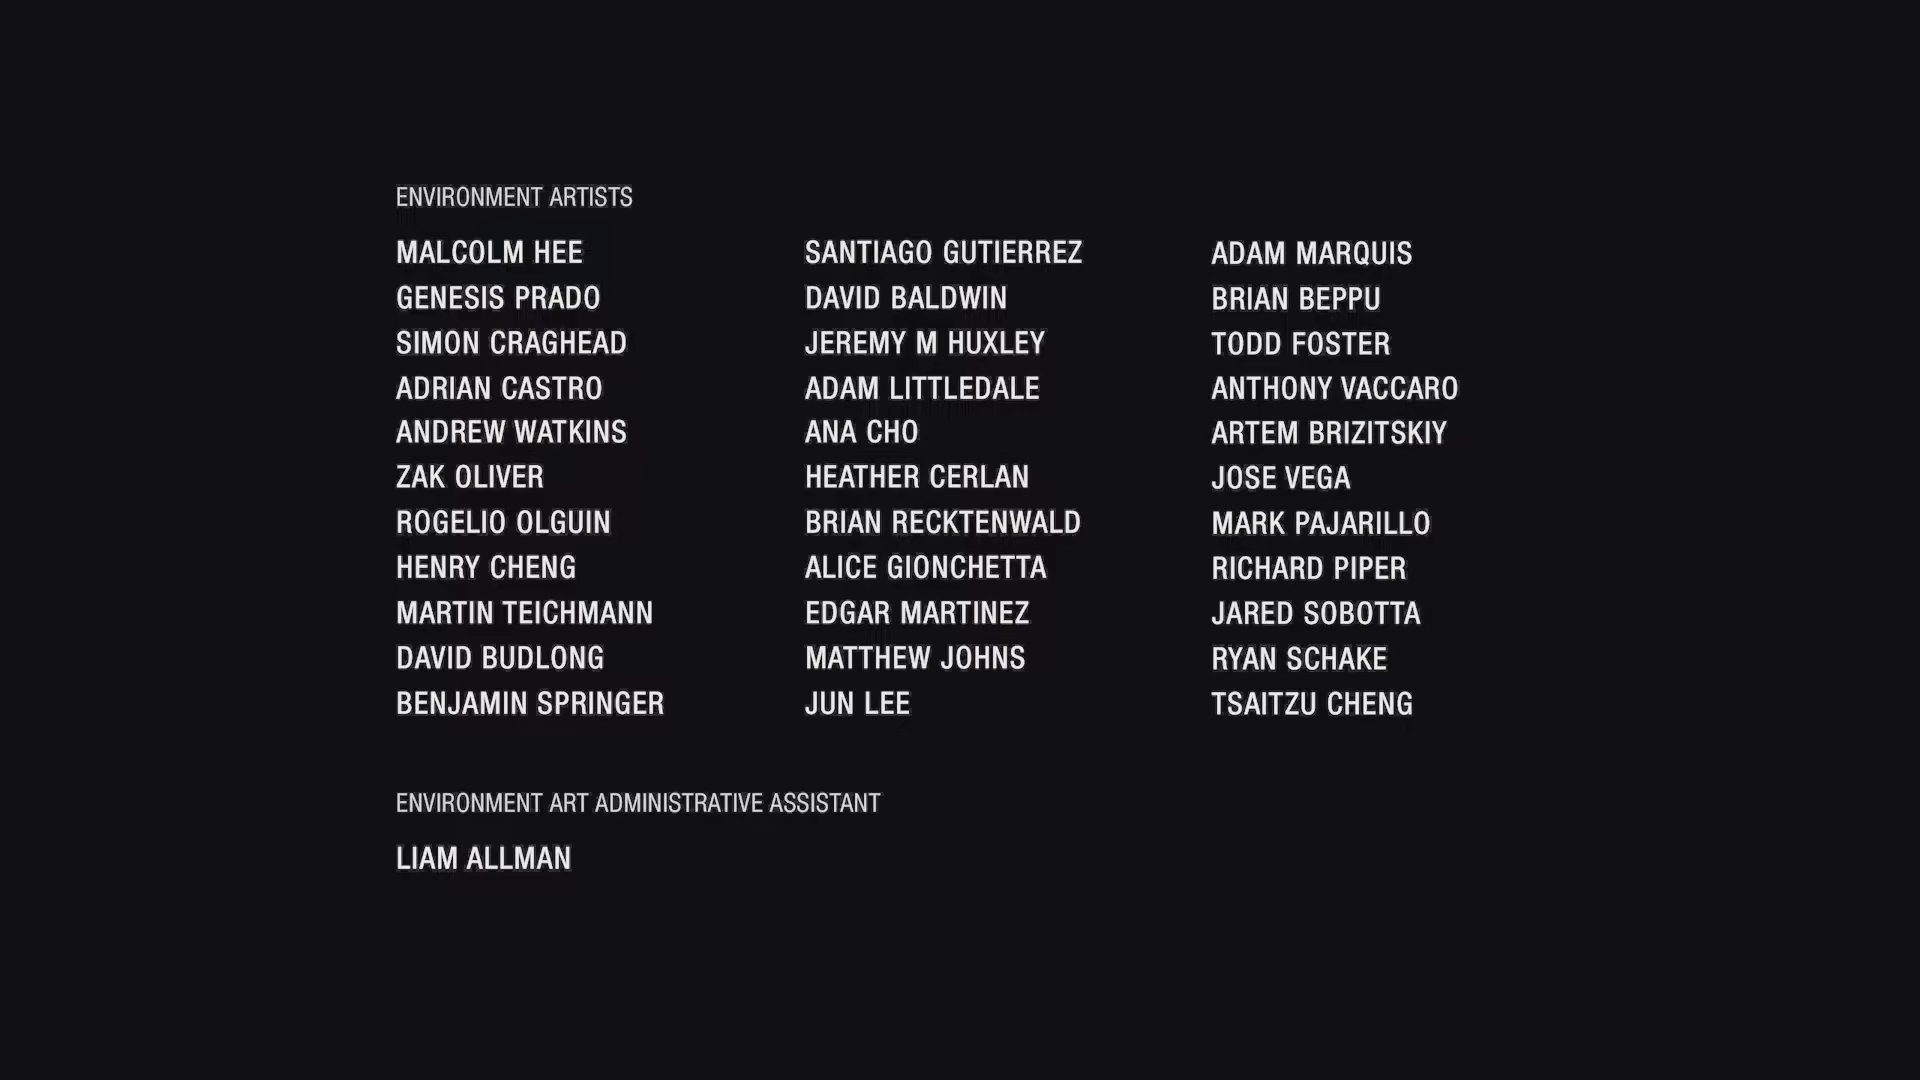 ENVIRONMENT ARTISTS
MALCOLM HEE
GENESIS PRADO
SIMON CRAGHEAD
ADRIAN CASTRO
ANDREW WATKINS
ZAK OLIVER
ROGELIO OLGUIN
HENRY CHENG
MARTIN TEICHMANN
DAVID BUDLONG
BENJAMIN SPRINGER
SANTIAGO GUTIERREZ
DAVID BALDWIN
JEREMY M HUXLEY
ADAM LITTLEDALE
ANA CHO
HEATHER CERLAN
BRIAN RECKTENWALD
ALICE GIONCHETTA
EDGAR MARTINEZ
MATTHEW JOHNS
JUN LEE
ADAM MARQUIS
BRIAN BEPPU
TODD FOSTER
ANTHONY VACCARO
ARTEM BRIZITSKIY
JOSE VEGA
MARK PAJARILLO
RICHARD PIPER
JARED SOBOTTA
RYAN SCHAKE
TSAITZU CHENG
ENVIRONMENT ART ADMINISTRATIVE ASSISTANT
LIAM ALLMAN